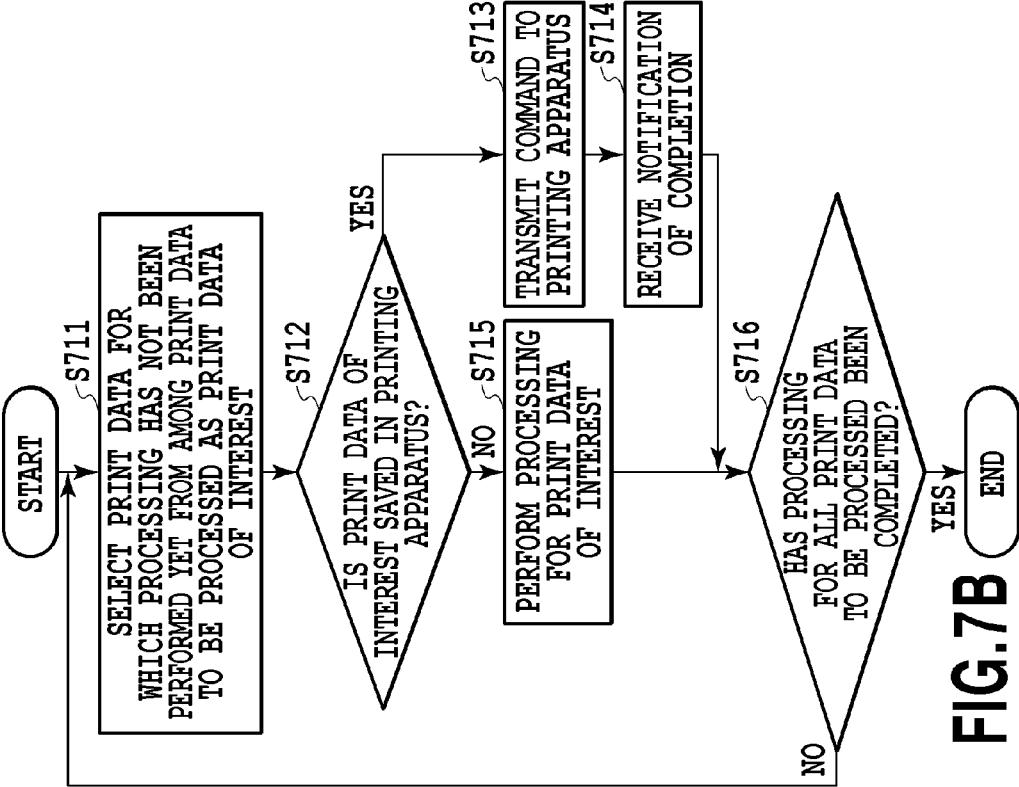 START
S711
SELECT PRINT DATA FOR
WHICH PROCESSING HAS NOT BEEN
PERFORMED YET FROM AMONG PRINT DATA
TO BE PROCESSED AS PRINT DATA
OF INTEREST
S712
IS PRINT DATA OF
INTEREST SAVED IN PRINTING
APPARATUS?
YES
NO
S713
TRANSMIT COMMAND TO
PRINTING APPARATUS
S714
RECEIVE NOTIFICATION
OF COMPLETION
S715
PERFORM PROCESSING
FOR PRINT DATA
OF INTEREST
S716
HAS PROCESSING
FOR ALL PRINT DATA
TO BE PROCESSED BEEN
COMPLETED?
NO
YES
END
FIG.7B